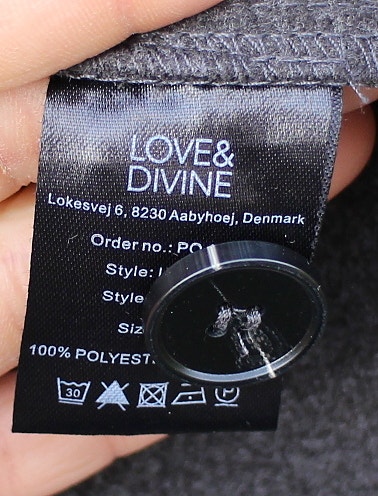 LOVE&
DIVINE
Lokesvej 6, 8230 Aabyhoej, Denmark
Order no.: PO
Style:
Style
Siz
100% POLYEST
30